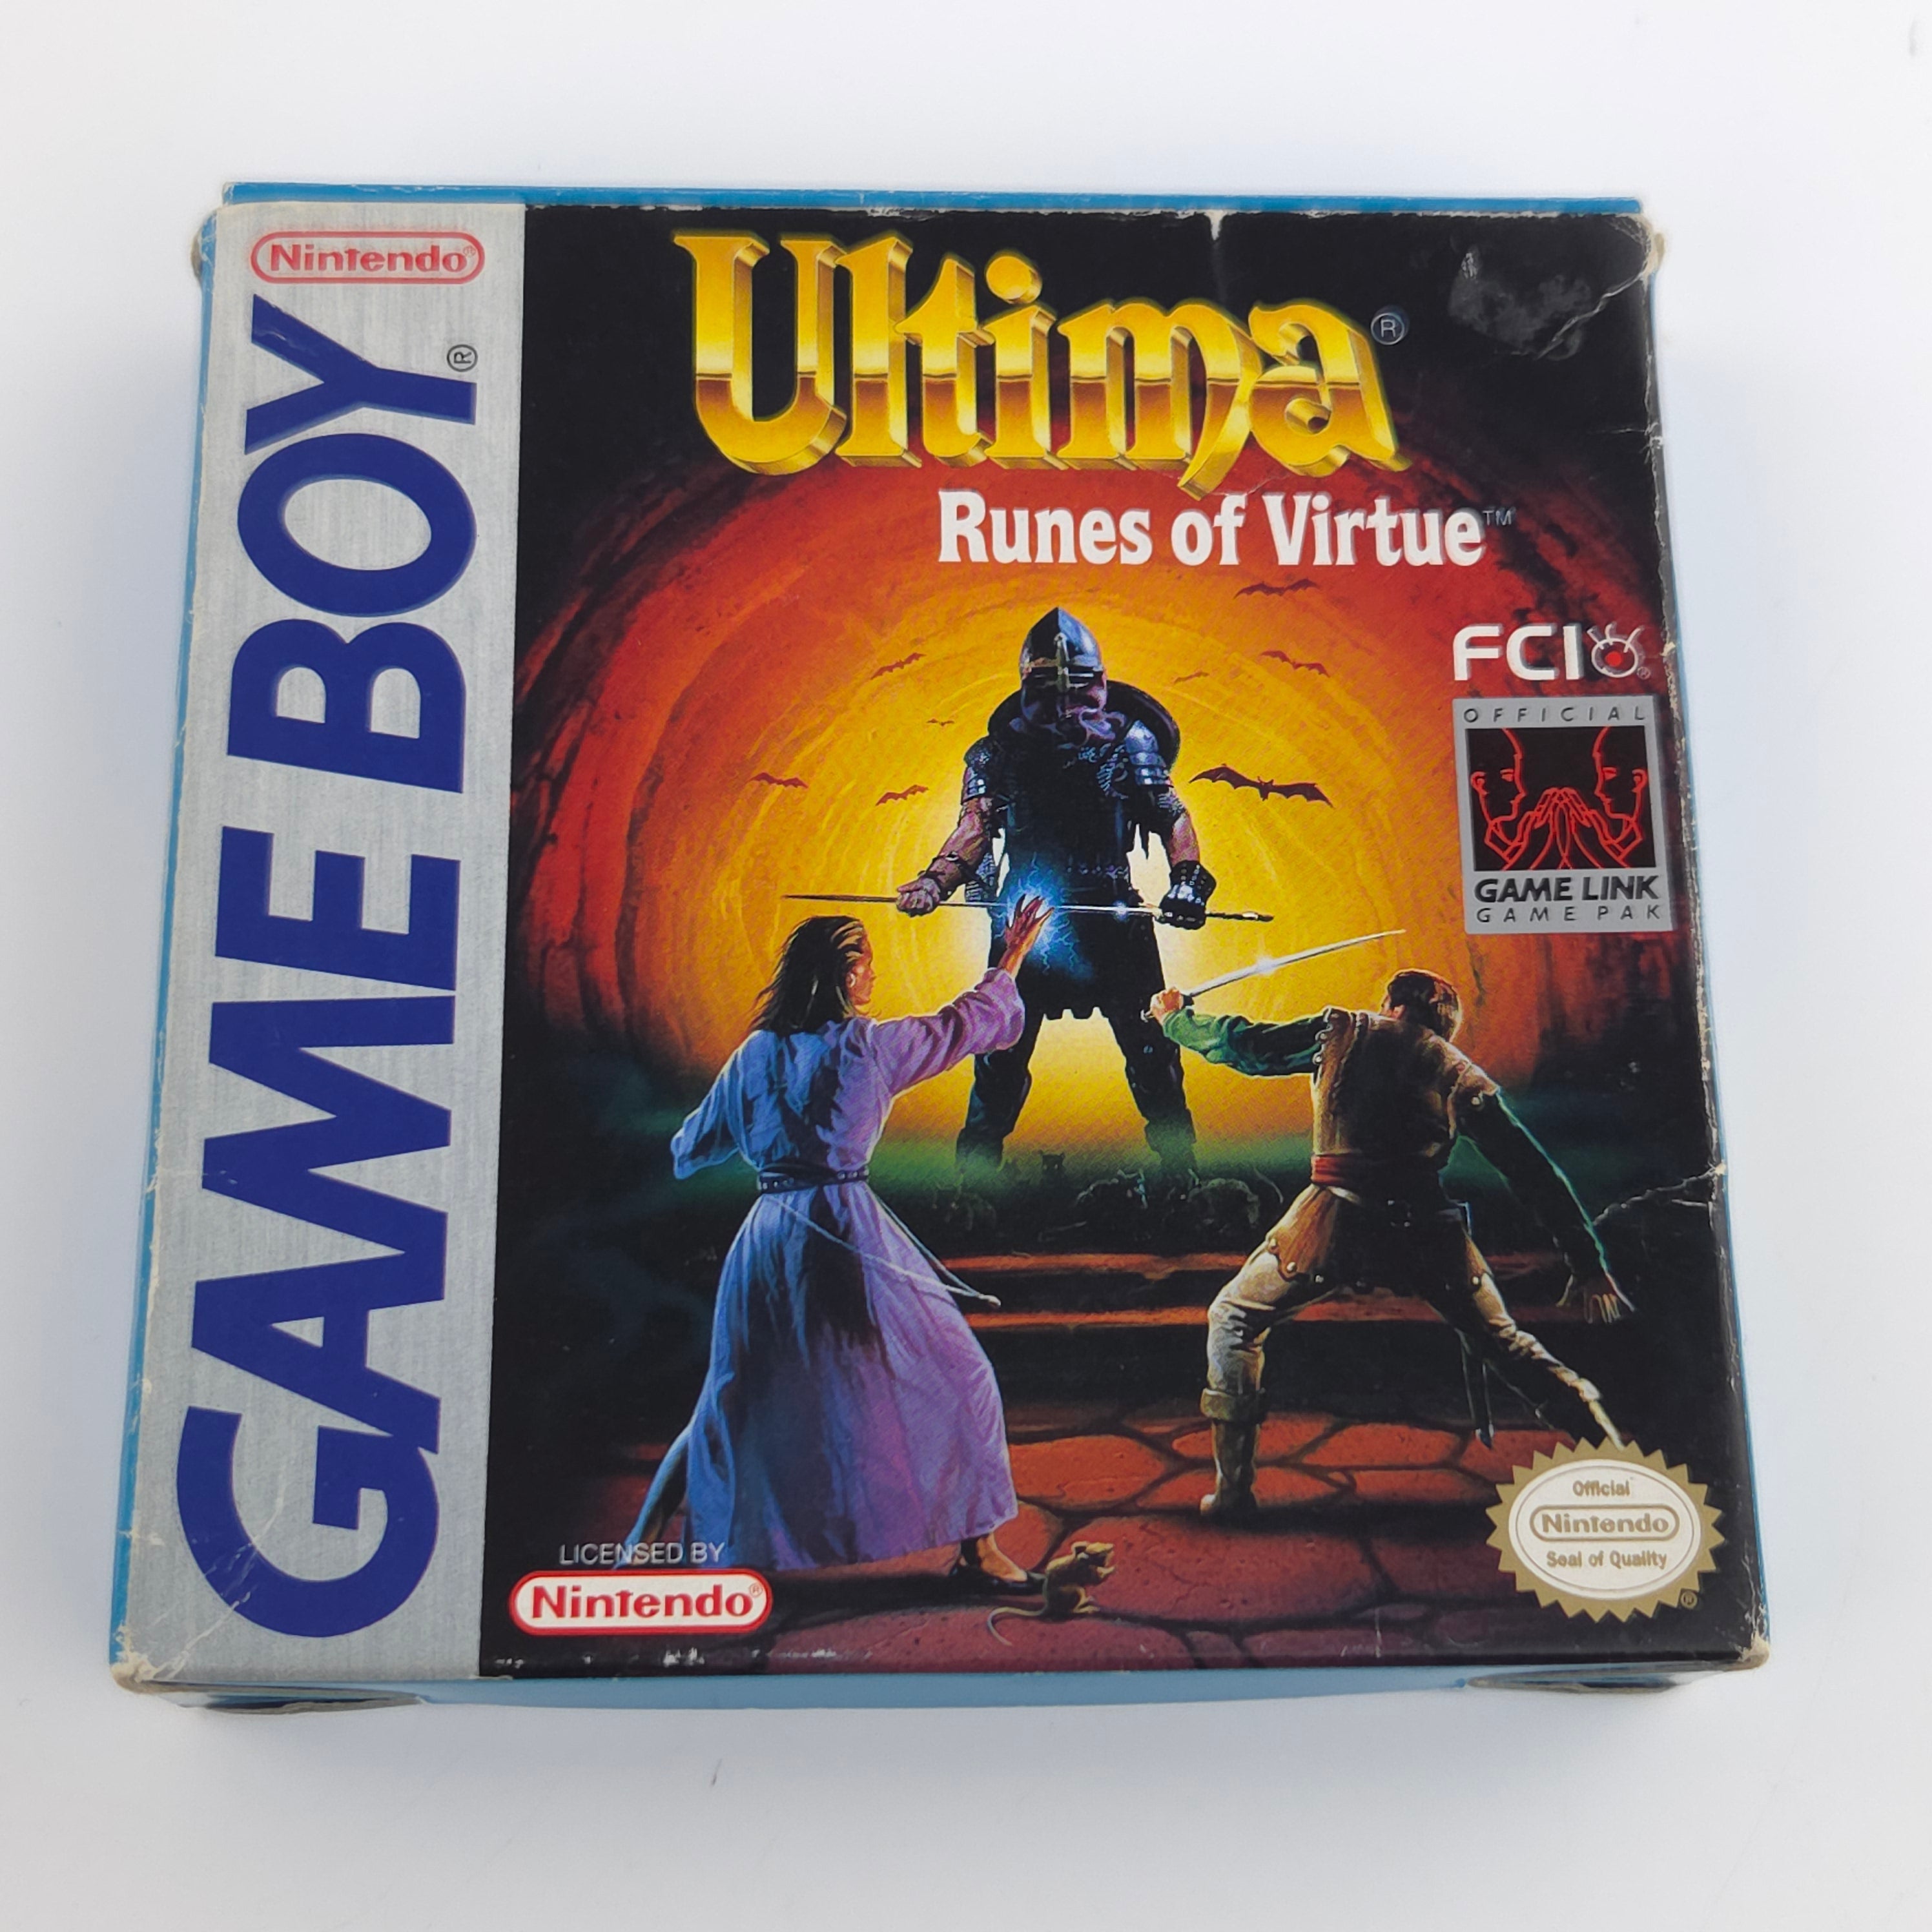 Nintendo®
GAME BOY®
Ultima®
Runes of Virtue™
FCI®
OFFICIAL
GAME LINK
GAME PAK
LICENSED BY
Nintendo®
Official
Nintendo
Seal of Quality
®